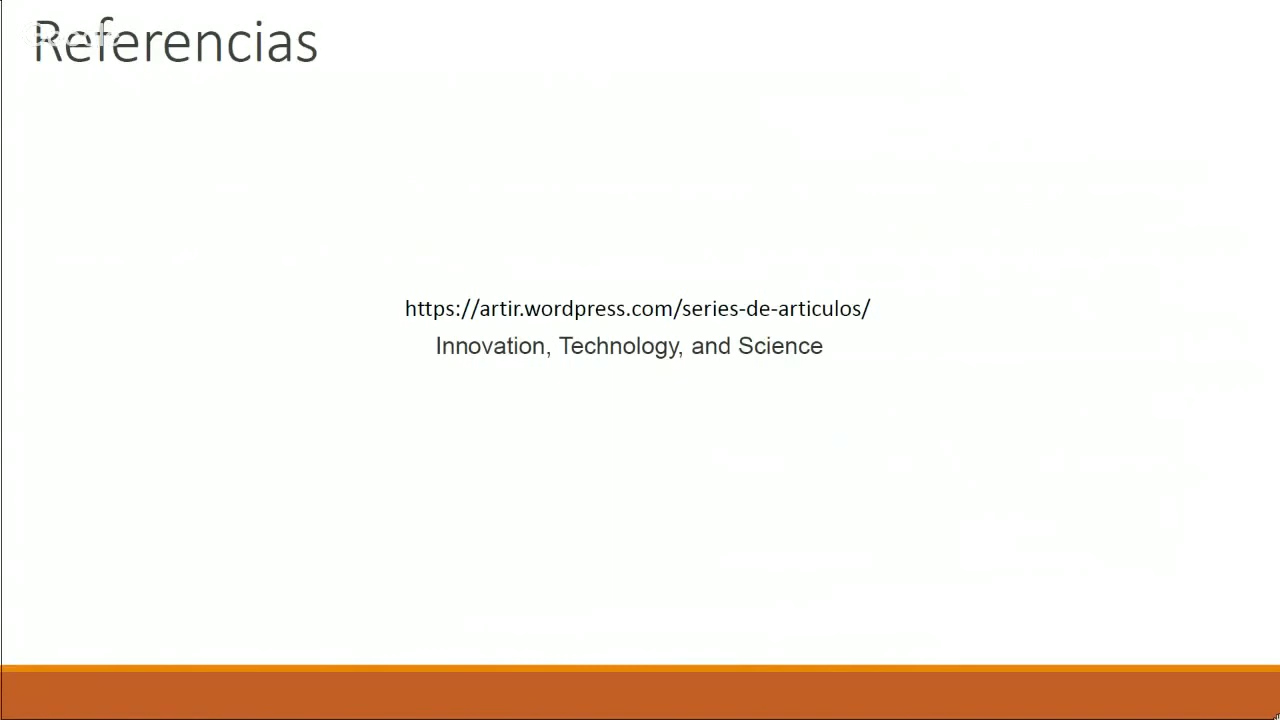 Referencias
https://artir.wordpress.com/series-de-articulos/
Innovation, Technology, and Science